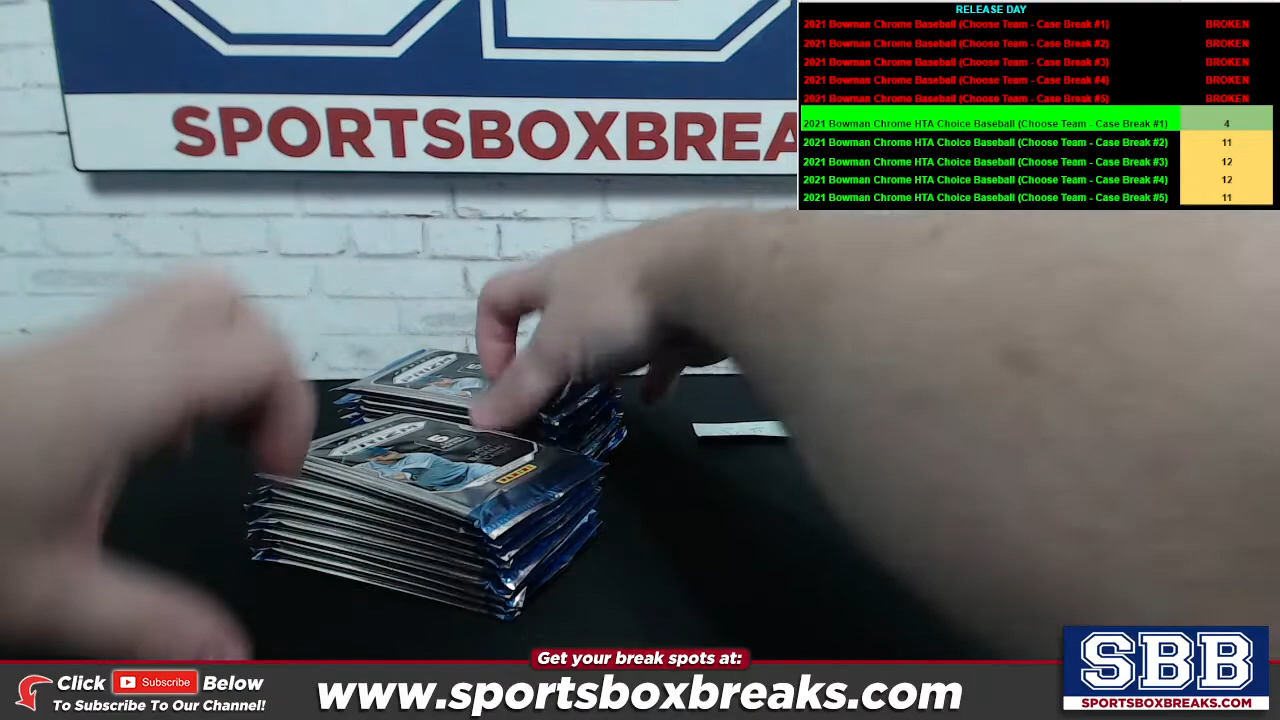 RELEASE DAY
2021 Bowman Chrome Baseball (Choose Team - Case Break #1) BROKEN
2021 Bowman Chrome Baseball (Choose Team - Case Break #2) BROKEN
2021 Bowman Chrome Baseball (Choose Team - Case Break #3) BROKEN
2021 Bowman Chrome Baseball (Choose Team - Case Break #4) BROKEN
2021 Bowman Chrome Baseball (Choose Team - Case Break #5) BROKEN
2021 Bowman Chrome HTA Choice Baseball (Choose Team - Case Break #1) 4
2021 Bowman Chrome HTA Choice Baseball (Choose Team - Case Break #2) 11
2021 Bowman Chrome HTA Choice Baseball (Choose Team - Case Break #3) 12
2021 Bowman Chrome HTA Choice Baseball (Choose Team - Case Break #4) 12
2021 Bowman Chrome HTA Choice Baseball (Choose Team - Case Break #5) 11
SPORTSBOXBREA
PRIZM
5
PANINI
Get your break spots at:
Click Subscribe Below
To Subscribe To Our Channel!
www.sportsboxbreaks.com
SBB
SPORTSBOXBREAKS.COM